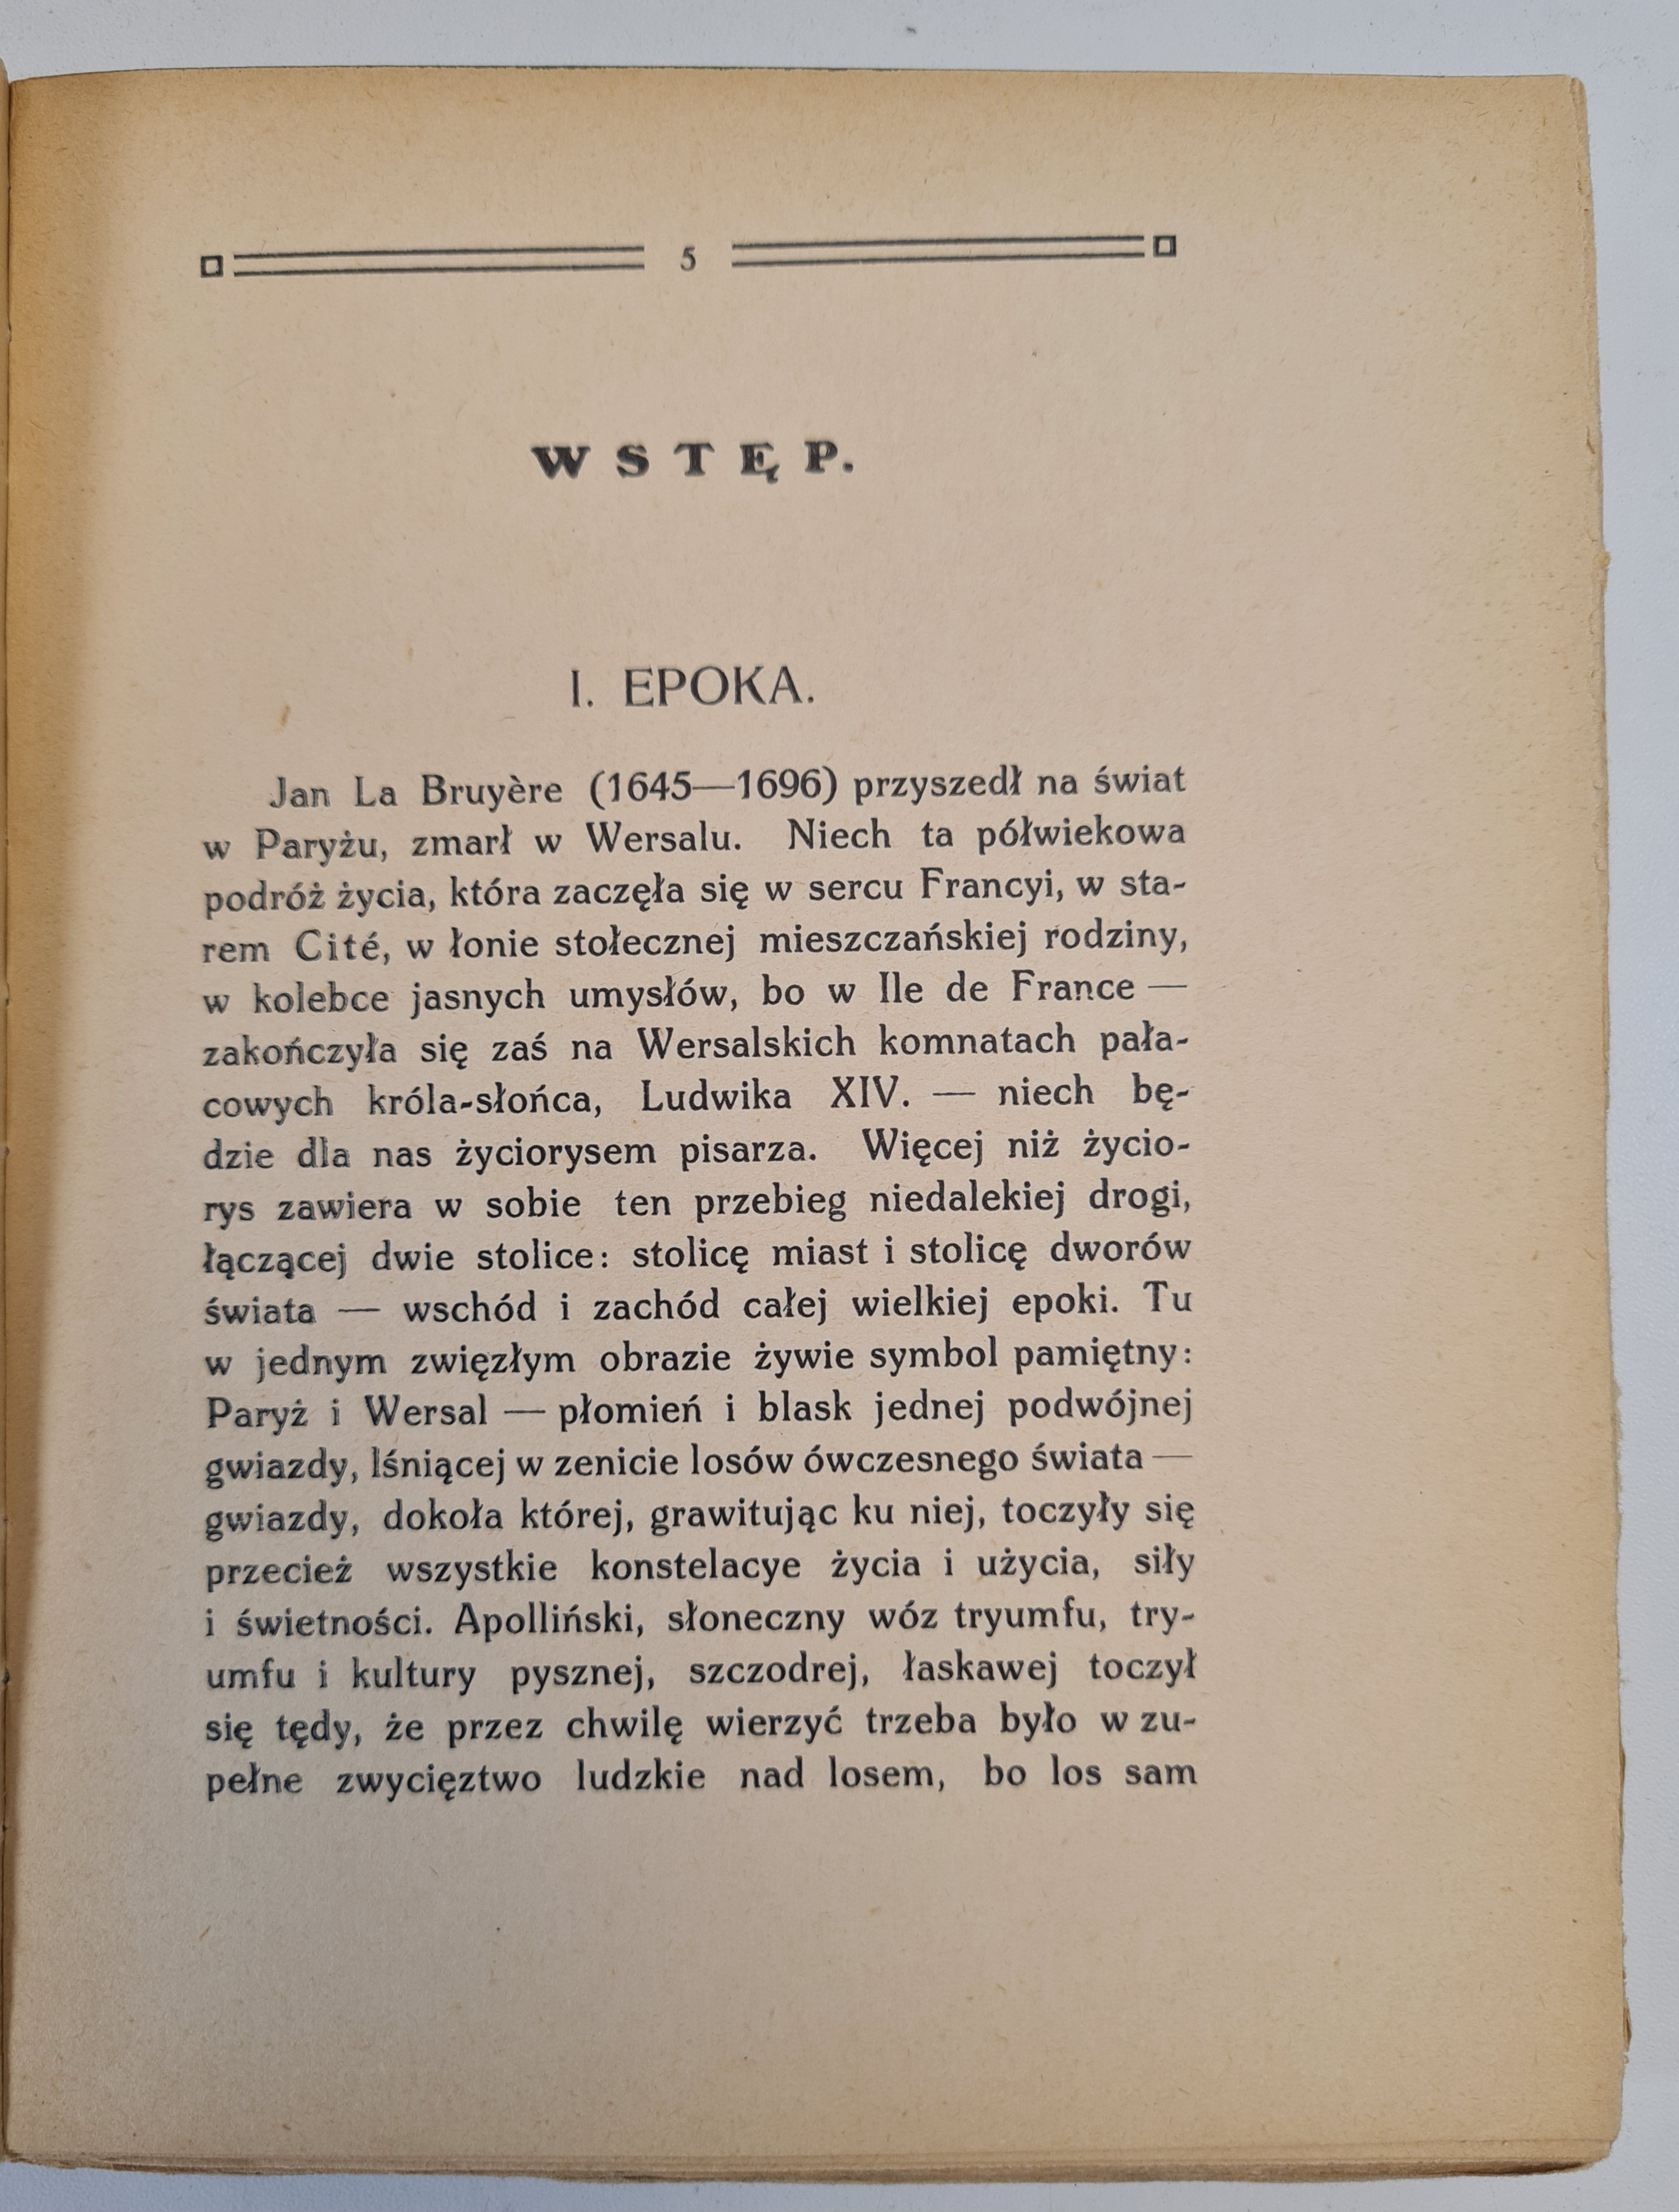 5
WSTĘP.
I. EPOKA.
Jan La Bruyère (1645—1696) przyszedł na świat
w Paryżu, zmarł w Wersalu. Niech ta półwiekowa
podróż życia, która zaczęła się w sercu Francyi, w sta-
rem Cité, w łonie stołecznej mieszczańskiej rodziny,
w kolebce jasnych umysłów, bo w Ile de France —
zakończyła się zaś na Wersalskich komnatach pała-
cowych króla-słońca, Ludwika XIV. — niech bę-
dzie dla nas życiorysem pisarza. Więcej niż życio-
rys zawiera w sobie ten przebieg niedalekiej drogi,
łączącej dwie stolice: stolicę miast i stolicę dworów
świata — wschód i zachód całej wielkiej epoki. Tu
w jednym zwięzłym obrazie żywie symbol pamiętny:
Paryż i Wersal — płomień i blask jednej podwójnej
gwiazdy, lśniącej w zenicie losów ówczesnego świata —
gwiazdy, dokoła której, grawitując ku niej, toczyły się
przecież wszystkie konstelacye życia i użycia, siły
i świetności. Apolliński, słoneczny wóz tryumfu, try-
umfu i kultury pysznej, szczodrej, łaskawej toczył
się tędy, że przez chwilę wierzyć trzeba było w zu-
pełne zwycięztwo ludzkie nad losem, bo los sam